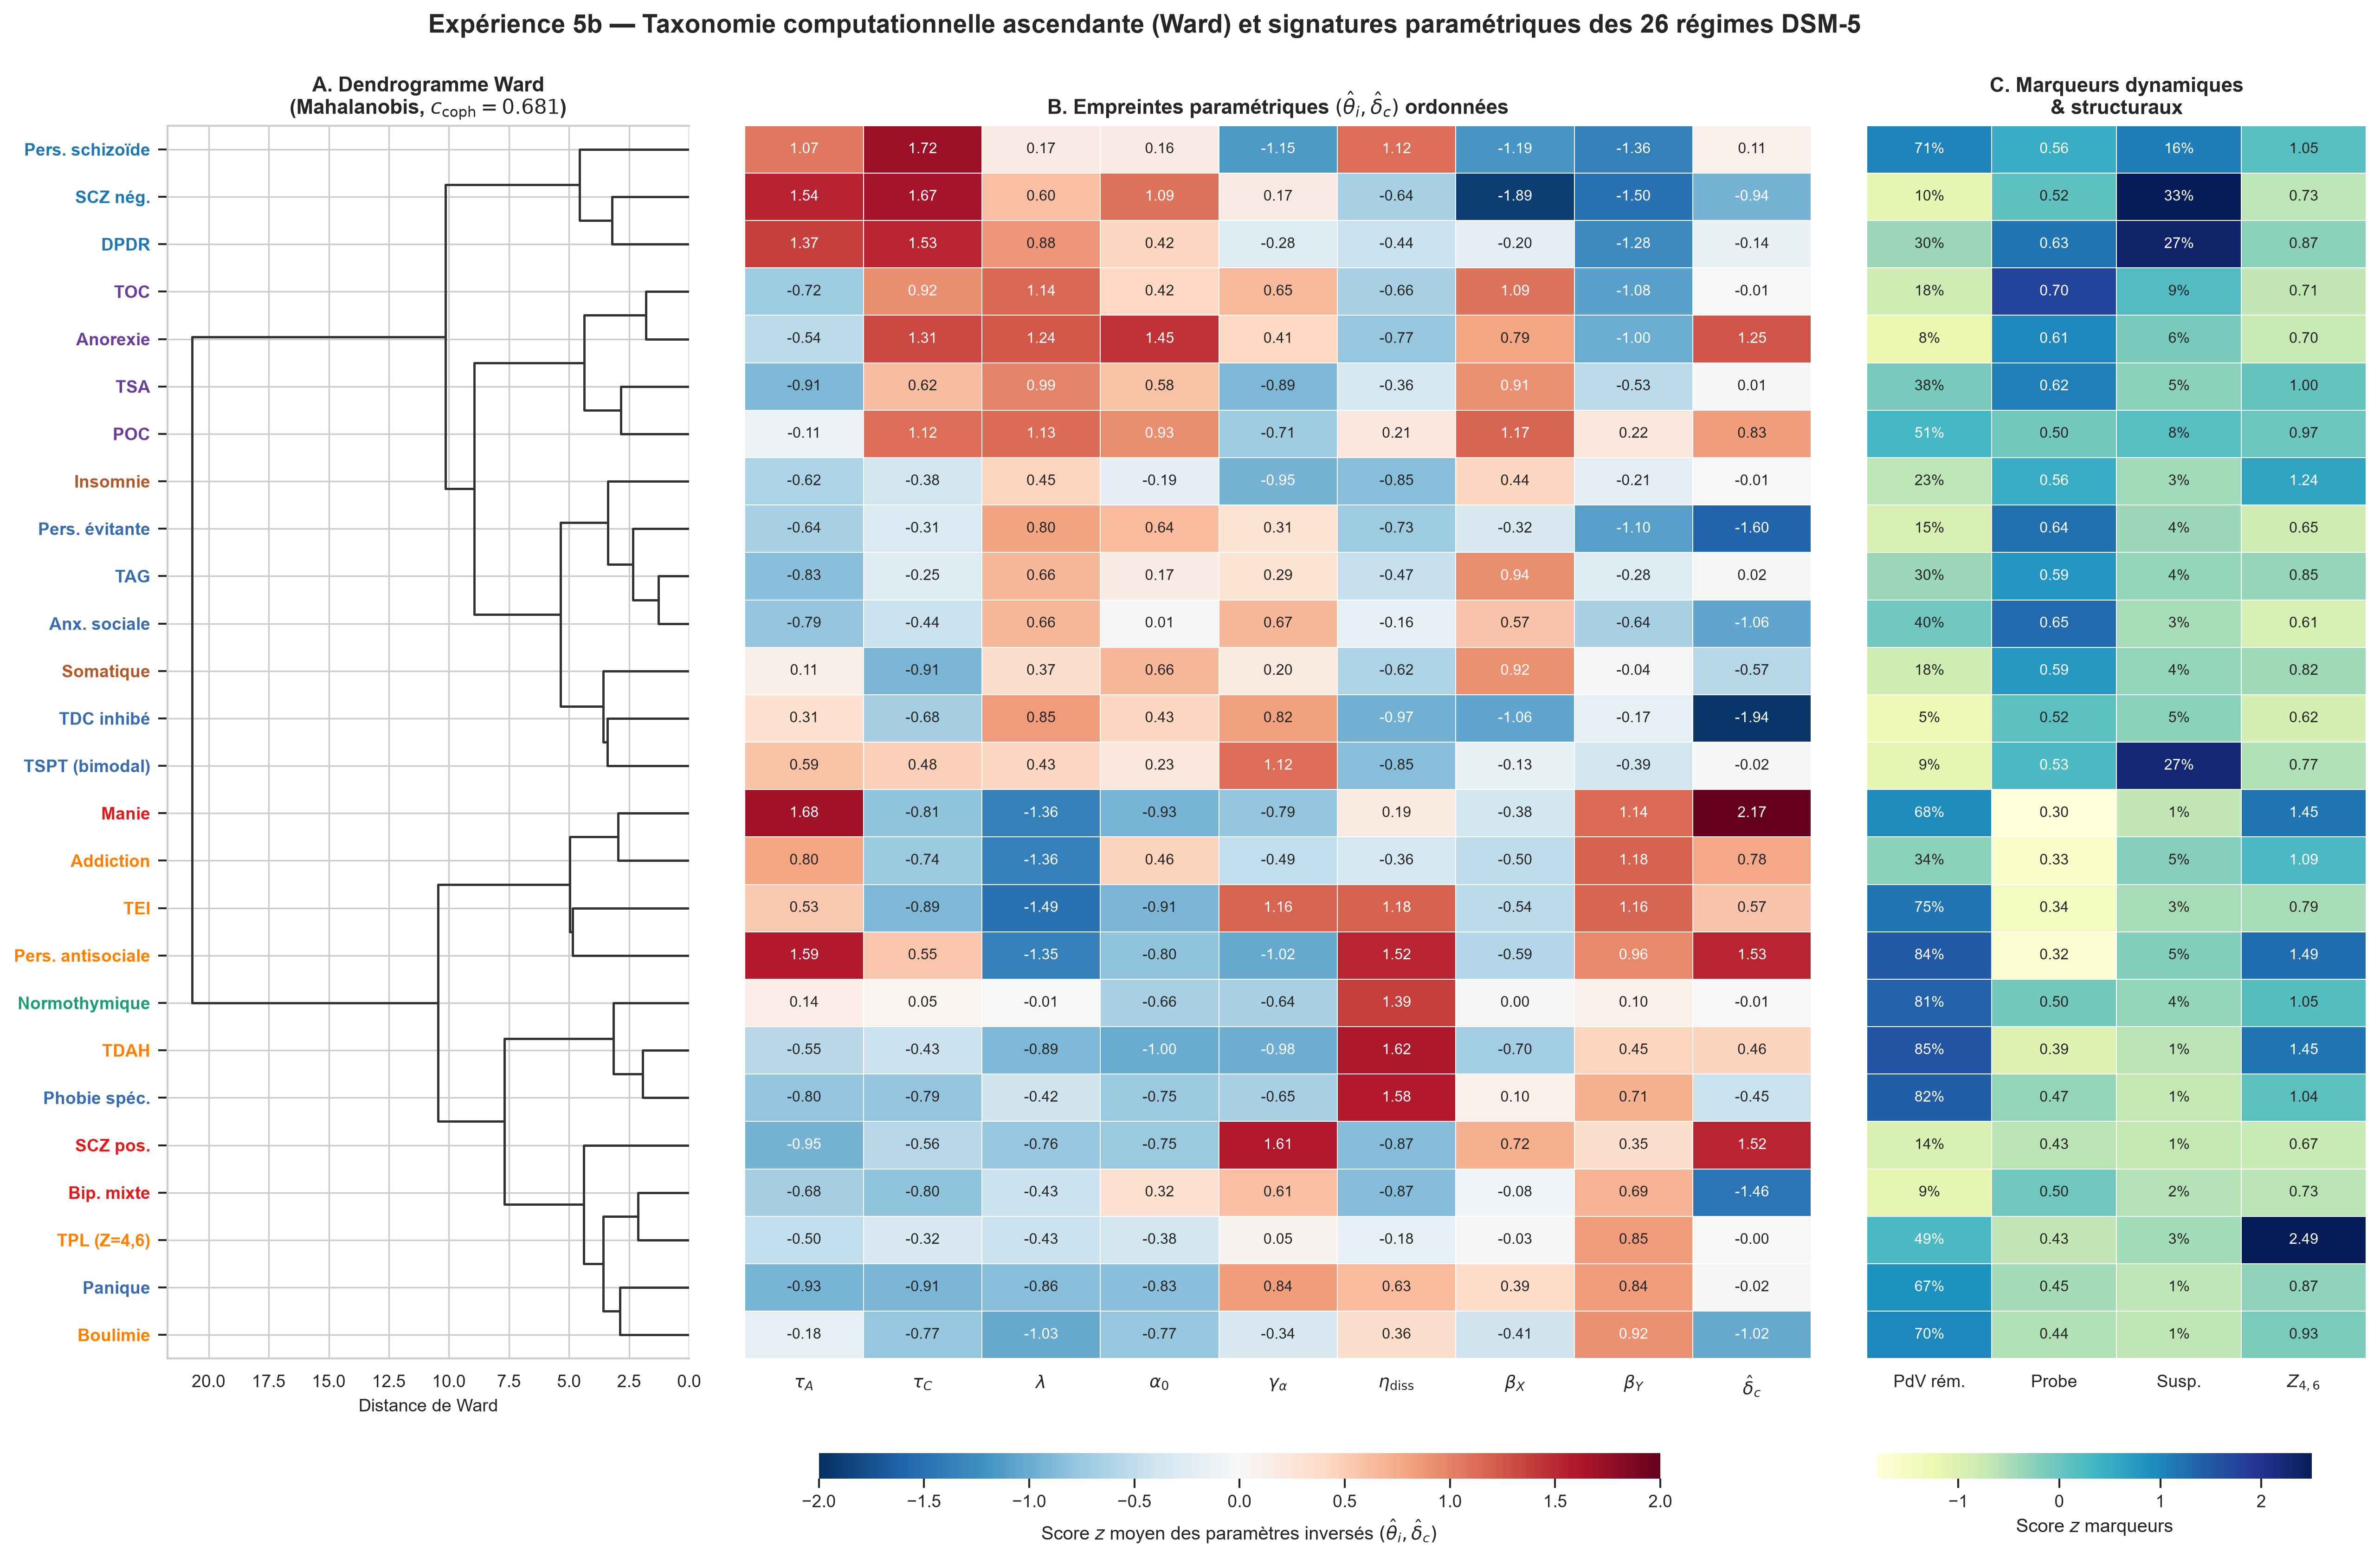 Expérience 5b — Taxonomie computationnelle ascendante (Ward) et signatures paramétriques des 26 régimes DSM-5
A. Dendrogramme Ward
(Mahalanobis, c_coph = 0.681)
B. Empreintes paramétriques (θ̂_i, δ̂_c) ordonnées
C. Marqueurs dynamiques
& structuraux
Pers. schizoïde 1.07 1.72 0.17 0.16 -1.15 1.12 -1.19 -1.36 0.11 71% 0.56 16% 1.05
SCZ nég. 1.54 1.67 0.60 1.09 0.17 -0.64 -1.89 -1.50 -0.94 10% 0.52 33% 0.73
DPDR 1.37 1.53 0.88 0.42 -0.28 -0.44 -0.20 -1.28 -0.14 30% 0.63 27% 0.87
TOC -0.72 0.92 1.14 0.42 0.65 -0.66 1.09 -1.08 -0.01 18% 0.70 9% 0.71
Anorexie -0.54 1.31 1.24 1.45 0.41 -0.77 0.79 -1.00 1.25 8% 0.61 6% 0.70
TSA -0.91 0.62 0.99 0.58 -0.89 -0.36 0.91 -0.53 0.01 38% 0.62 5% 1.00
POC -0.11 1.12 1.13 0.93 -0.71 0.21 1.17 0.22 0.83 51% 0.50 8% 0.97
Insomnie -0.62 -0.38 0.45 -0.19 -0.95 -0.85 0.44 -0.21 -0.01 23% 0.56 3% 1.24
Pers. évitante -0.64 -0.31 0.80 0.64 0.31 -0.73 -0.32 -1.10 -1.60 15% 0.64 4% 0.65
TAG -0.83 -0.25 0.66 0.17 0.29 -0.47 0.94 -0.28 0.02 30% 0.59 4% 0.85
Anx. sociale -0.79 -0.44 0.66 0.01 0.67 -0.16 0.57 -0.64 -1.06 40% 0.65 3% 0.61
Somatique 0.11 -0.91 0.37 0.66 0.20 -0.62 0.92 -0.04 -0.57 18% 0.59 4% 0.82
TDC inhibé 0.31 -0.68 0.85 0.43 0.82 -0.97 -1.06 -0.17 -1.94 5% 0.52 5% 0.62
TSPT (bimodal) 0.59 0.48 0.43 0.23 1.12 -0.85 -0.13 -0.39 -0.02 9% 0.53 27% 0.77
Manie 1.68 -0.81 -1.36 -0.93 -0.79 0.19 -0.38 1.14 2.17 68% 0.30 1% 1.45
Addiction 0.80 -0.74 -1.36 0.46 -0.49 -0.36 -0.50 1.18 0.78 34% 0.33 5% 1.09
TEI 0.53 -0.89 -1.49 -0.91 1.16 1.18 -0.54 1.16 0.57 75% 0.34 3% 0.79
Pers. antisociale 1.59 0.55 -1.35 -0.80 -1.02 1.52 -0.59 0.96 1.53 84% 0.32 5% 1.49
Normothymique 0.14 0.05 -0.01 -0.66 -0.64 1.39 0.00 0.10 -0.01 81% 0.50 4% 1.05
TDAH -0.55 -0.43 -0.89 -1.00 -0.98 1.62 -0.70 0.45 0.46 85% 0.39 1% 1.45
Phobie spéc. -0.80 -0.79 -0.42 -0.75 -0.65 1.58 0.10 0.71 -0.45 82% 0.47 1% 1.04
SCZ pos. -0.95 -0.56 -0.76 -0.75 1.61 -0.87 0.72 0.35 1.52 14% 0.43 1% 0.67
Bip. mixte -0.68 -0.80 -0.43 0.32 0.61 -0.87 -0.08 0.69 -1.46 9% 0.50 2% 0.73
TPL (Z=4,6) -0.50 -0.32 -0.43 -0.38 0.05 -0.18 -0.03 0.85 -0.00 49% 0.43 3% 2.49
Panique -0.93 -0.91 -0.86 -0.83 0.84 0.63 0.39 0.84 -0.02 67% 0.45 1% 0.87
Boulimie -0.18 -0.77 -1.03 -0.77 -0.34 0.36 -0.41 0.92 -1.02 70% 0.44 1% 0.93
20.0 17.5 15.0 12.5 10.0 7.5 5.0 2.5 0.0
Distance de Ward
τ_A τ_C λ α_0 γ_α η_diss β_X β_Y δ̂_c
PdV rém. Probe Susp. Z_4,6
−2.0 −1.5 −1.0 −0.5 0.0 0.5 1.0 1.5 2.0
Score z moyen des paramètres inversés (θ̂_i, δ̂_c)
−1 0 1 2
Score z marqueurs